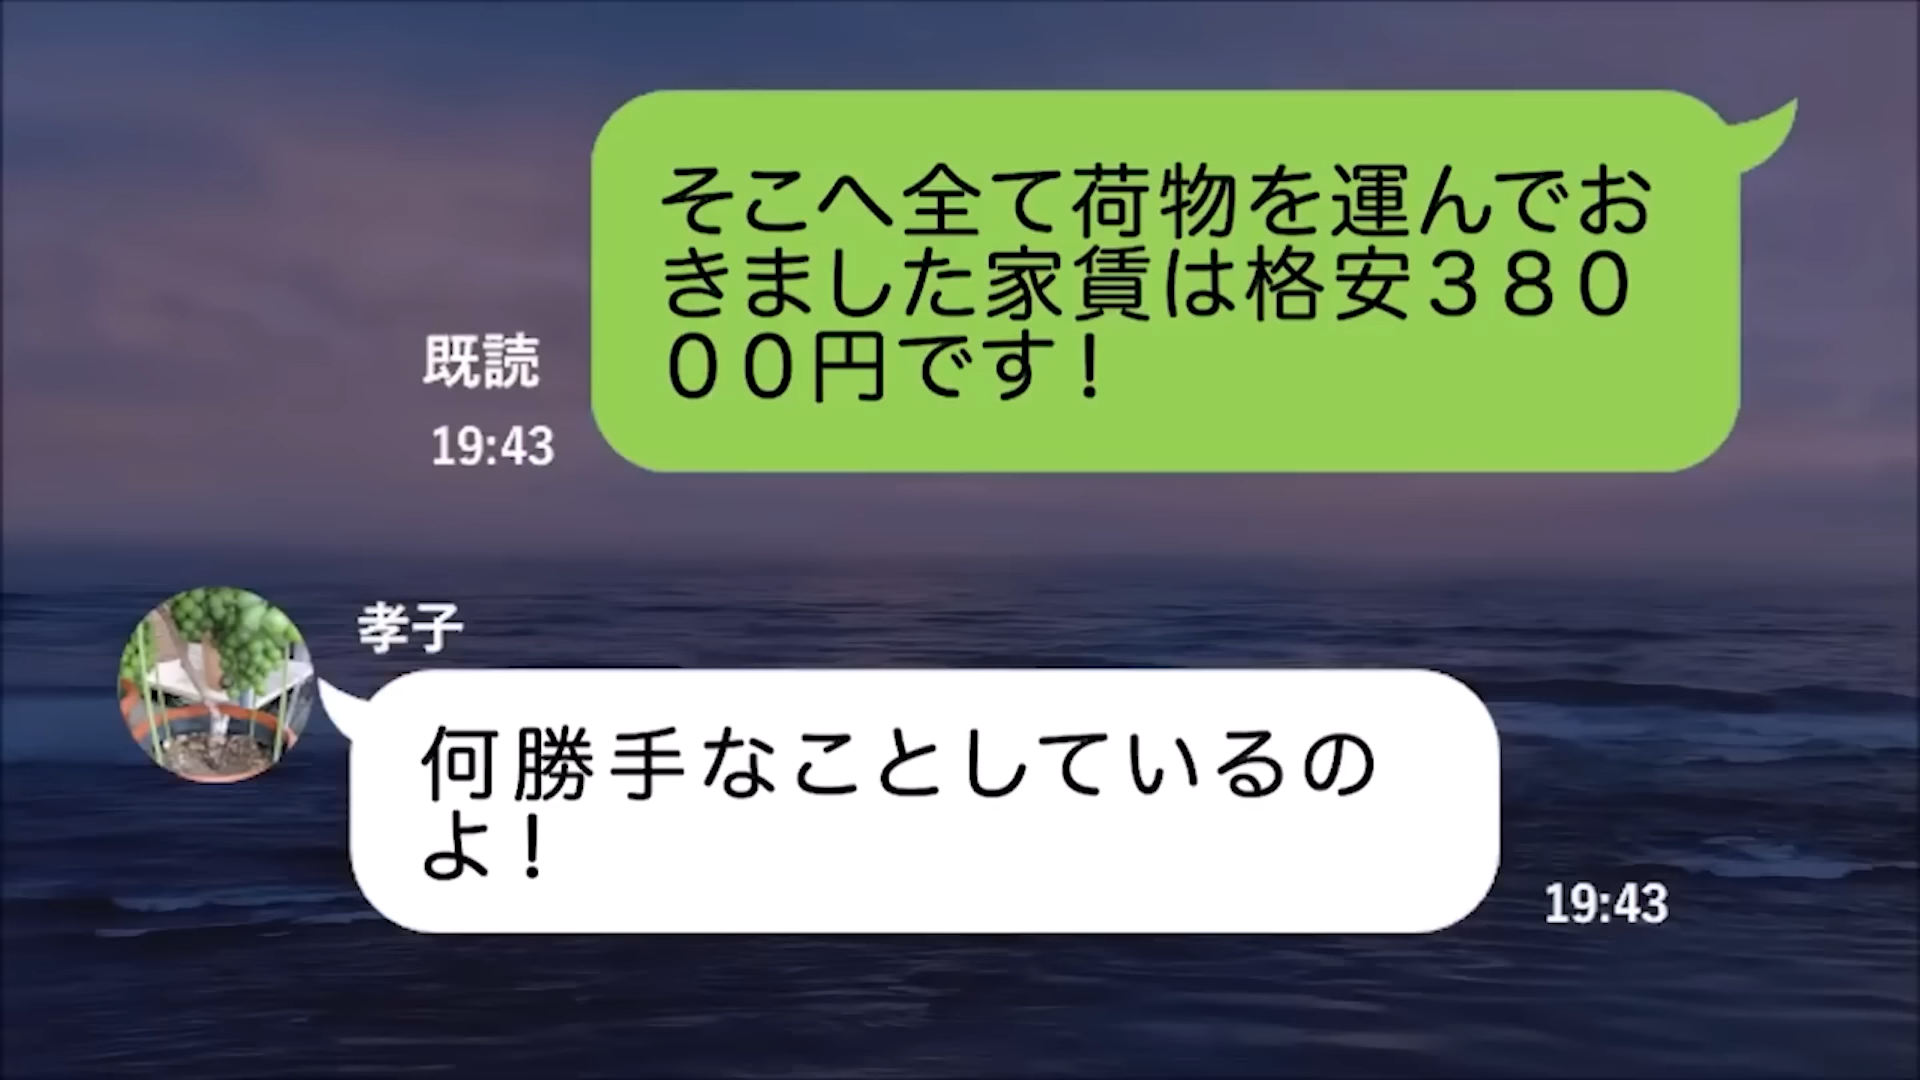 そこへ全て荷物を運んでお
きました家賃は格安３８０
００円です！
既読
19:43
孝子
何勝手なことしているの
よ！
19:43